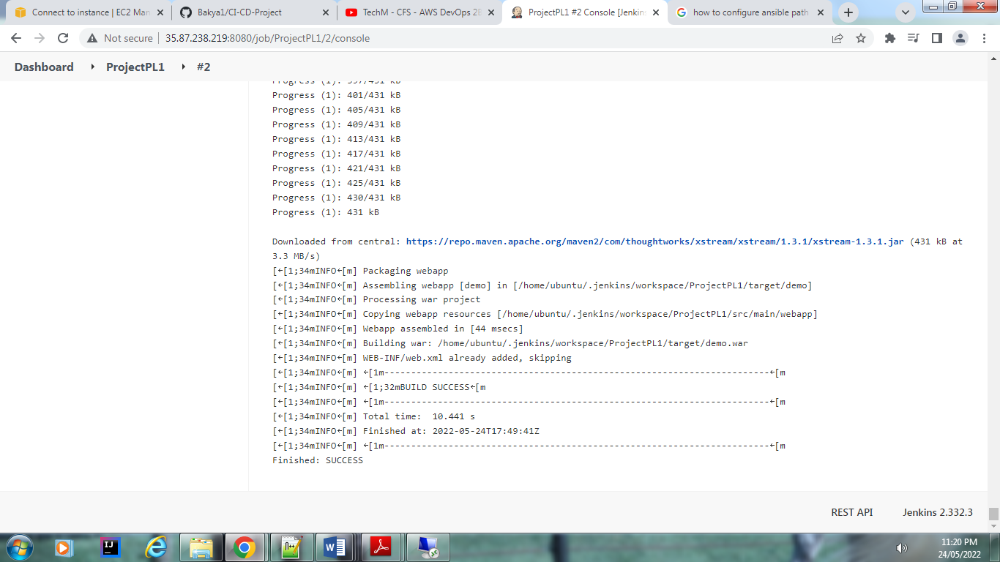 Connect to instance | EC2 Man
Bakya1/CI-CD-Project
TechM - CFS - AWS DevOps 2E
ProjectPL1 #2 Console [Jenkins
how to configure ansible path
Not secure
35.87.238.219:8080/job/ProjectPL1/2/console
Dashboard
ProjectPL1
#2
Progress (1): 397/431 kB
Progress (1): 401/431 kB
Progress (1): 405/431 kB
Progress (1): 409/431 kB
Progress (1): 413/431 kB
Progress (1): 417/431 kB
Progress (1): 421/431 kB
Progress (1): 425/431 kB
Progress (1): 430/431 kB
Progress (1): 431 kB
Downloaded from central: https://repo.maven.apache.org/maven2/com/thoughtworks/xstream/xstream/1.3.1/xstream-1.3.1.jar (431 kB at
3.3 MB/s)
[←[1;34mINFO←[m] Packaging webapp
[←[1;34mINFO←[m] Assembling webapp [demo] in [/home/ubuntu/.jenkins/workspace/ProjectPL1/target/demo]
[←[1;34mINFO←[m] Processing war project
[←[1;34mINFO←[m] Copying webapp resources [/home/ubuntu/.jenkins/workspace/ProjectPL1/src/main/webapp]
[←[1;34mINFO←[m] Webapp assembled in [44 msecs]
[←[1;34mINFO←[m] Building war: /home/ubuntu/.jenkins/workspace/ProjectPL1/target/demo.war
[←[1;34mINFO←[m] WEB-INF/web.xml already added, skipping
[←[1;34mINFO←[m] ←[1m------------------------------------------------------------------------←[m
[←[1;34mINFO←[m] ←[1;32mBUILD SUCCESS←[m
[←[1;34mINFO←[m] ←[1m------------------------------------------------------------------------←[m
[←[1;34mINFO←[m] Total time:  10.441 s
[←[1;34mINFO←[m] Finished at: 2022-05-24T17:49:41Z
[←[1;34mINFO←[m] ←[1m------------------------------------------------------------------------←[m
Finished: SUCCESS
REST API
Jenkins 2.332.3
11:20 PM
24/05/2022